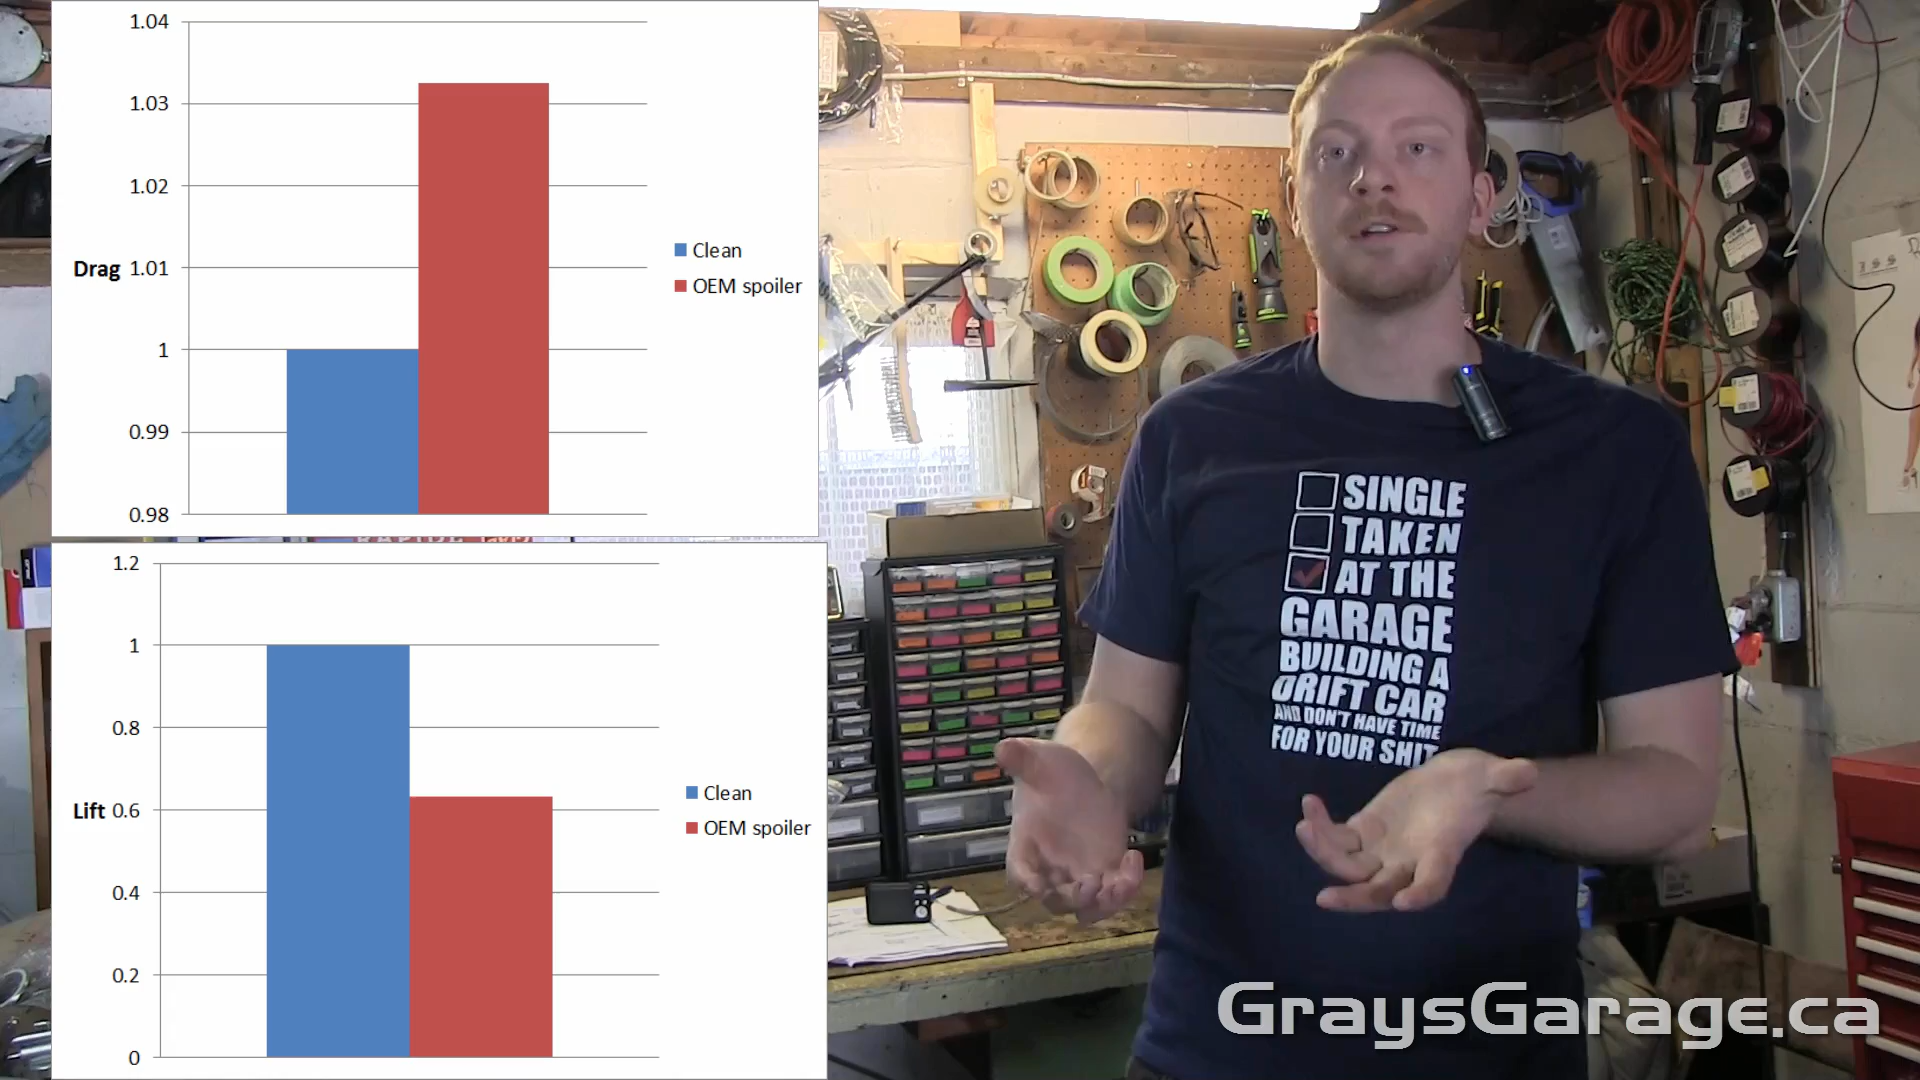 1.04
1.03
1.02
Drag 1.01
1
0.99
0.98
Clean
OEM spoiler
1.2
1
0.8
Lift 0.6
0.4
0.2
0
Clean
OEM spoiler
SINGLE
TAKEN
AT THE
GARAGE
BUILDING A
DRIFT CAR
AND DON'T HAVE TIME
FOR YOUR SHIT
GraysGarage.ca